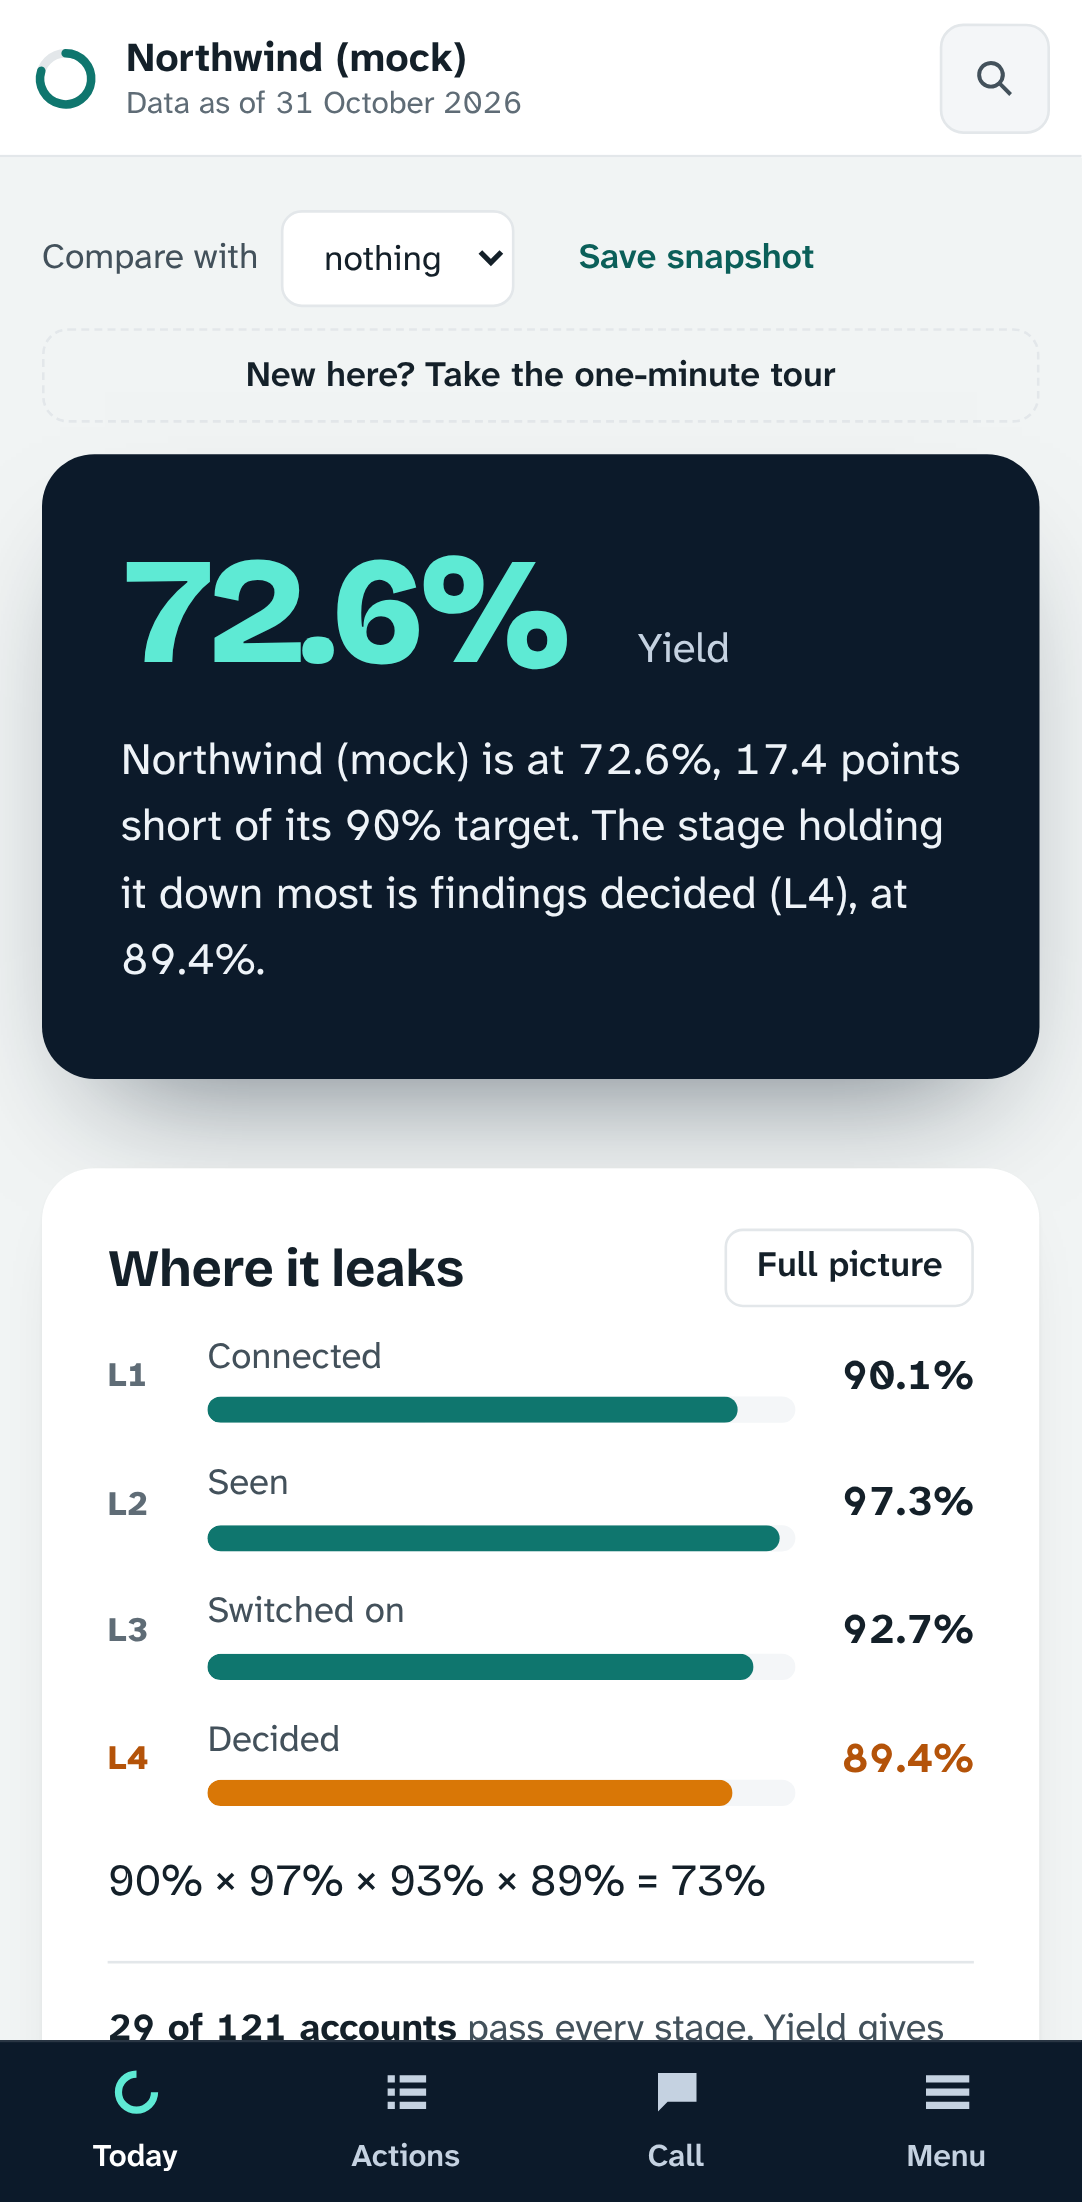 Northwind (mock)
Data as of 31 October 2026
Compare with
nothing
Save snapshot
New here? Take the one-minute tour
72.6%
Yield
Northwind (mock) is at 72.6%, 17.4 points
short of its 90% target. The stage holding
it down most is findings decided (L4), at
89.4%.
Where it leaks
Full picture
L1
Connected
90.1%
L2
Seen
97.3%
L3
Switched on
92.7%
L4
Decided
89.4%
90% × 97% × 93% × 89% = 73%
29 of 121 accounts pass every stage. Yield gives
Today
Actions
Call
Menu